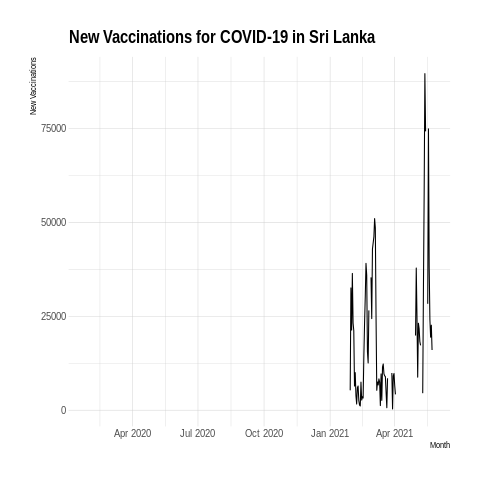 New Vaccinations for COVID-19 in Sri Lanka
New Vaccinations
75000
50000
25000
0
Apr 2020 Jul 2020 Oct 2020 Jan 2021 Apr 2021
Month